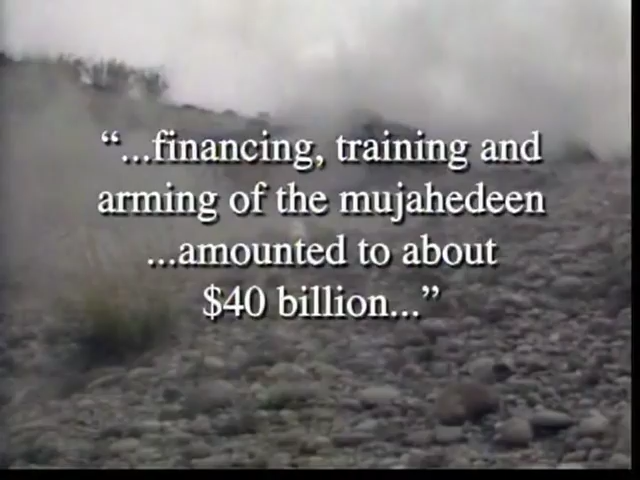 “...financing, training and
arming of the mujahedeen
...amounted to about
$40 billion...”